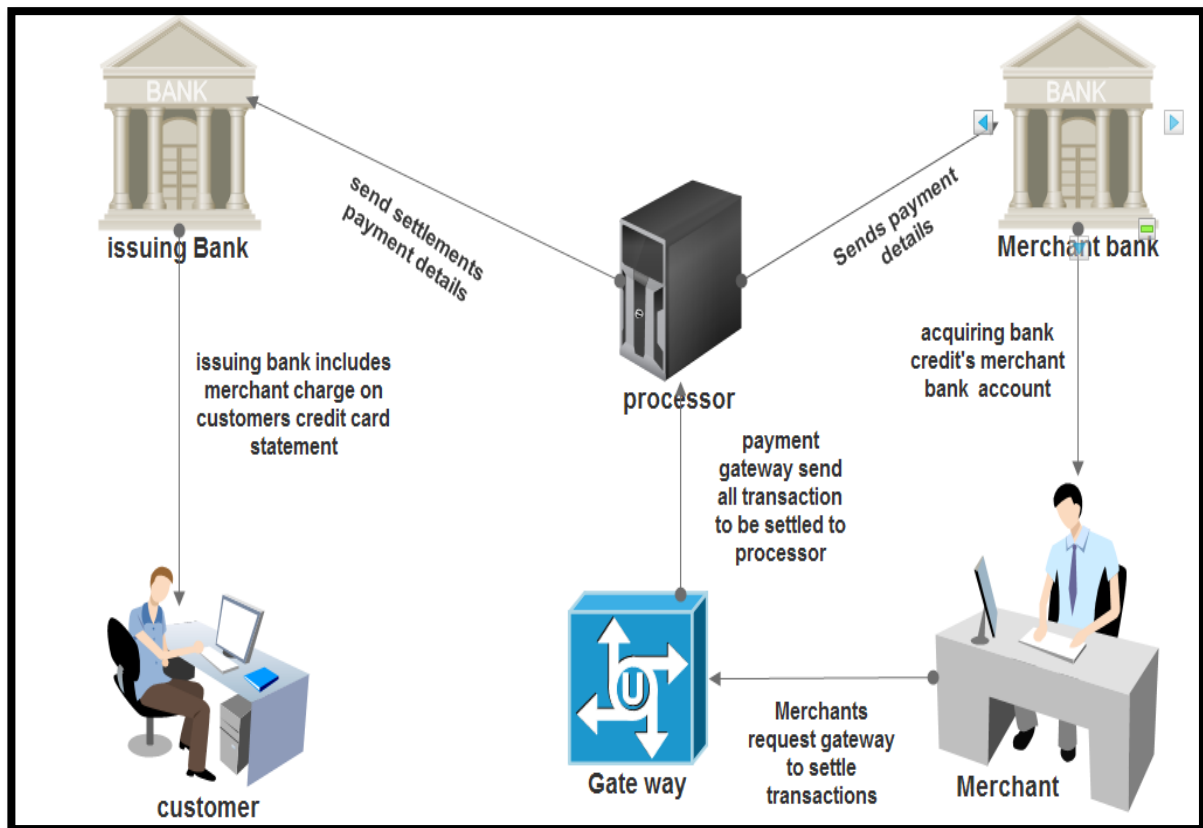 BANK
BANK
issuing Bank
Merchant bank
send settlements
payment details
Sends payment
details
issuing bank includes
merchant charge on
customers credit card
statement
processor
acquiring bank
credit's merchant
bank account
payment
gateway send
all transaction
to be settled to
processor
U
Gate way
Merchants
request gateway
to settle
transactions
customer
Merchant